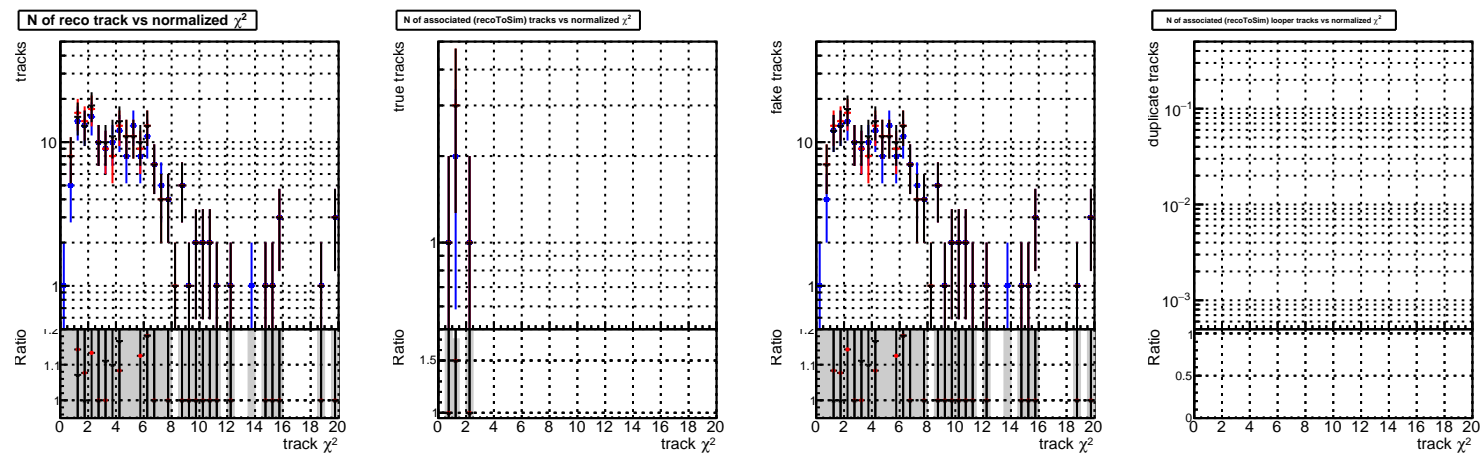 N of reco track vs normalized χ²
tracks
10
1
Ratio
1.2
1.1
1
0 2 4 6 8 10 12 14 16 18 20
track χ²
N of associated (recoToSim) tracks vs normalized χ²
true tracks
1
Ratio
1.5
1
0 2 4 6 8 10 12 14 16 18 20
track χ²
fake tracks
10
1
Ratio
1.2
1.1
1
0 2 4 6 8 10 12 14 16 18 20
track χ²
N of associated (recoToSim) looper tracks vs normalized χ²
duplicate tracks
10⁻¹
10⁻²
10⁻³
Ratio
1
0.5
0
0 2 4 6 8 10 12 14 16 18 20
track χ²